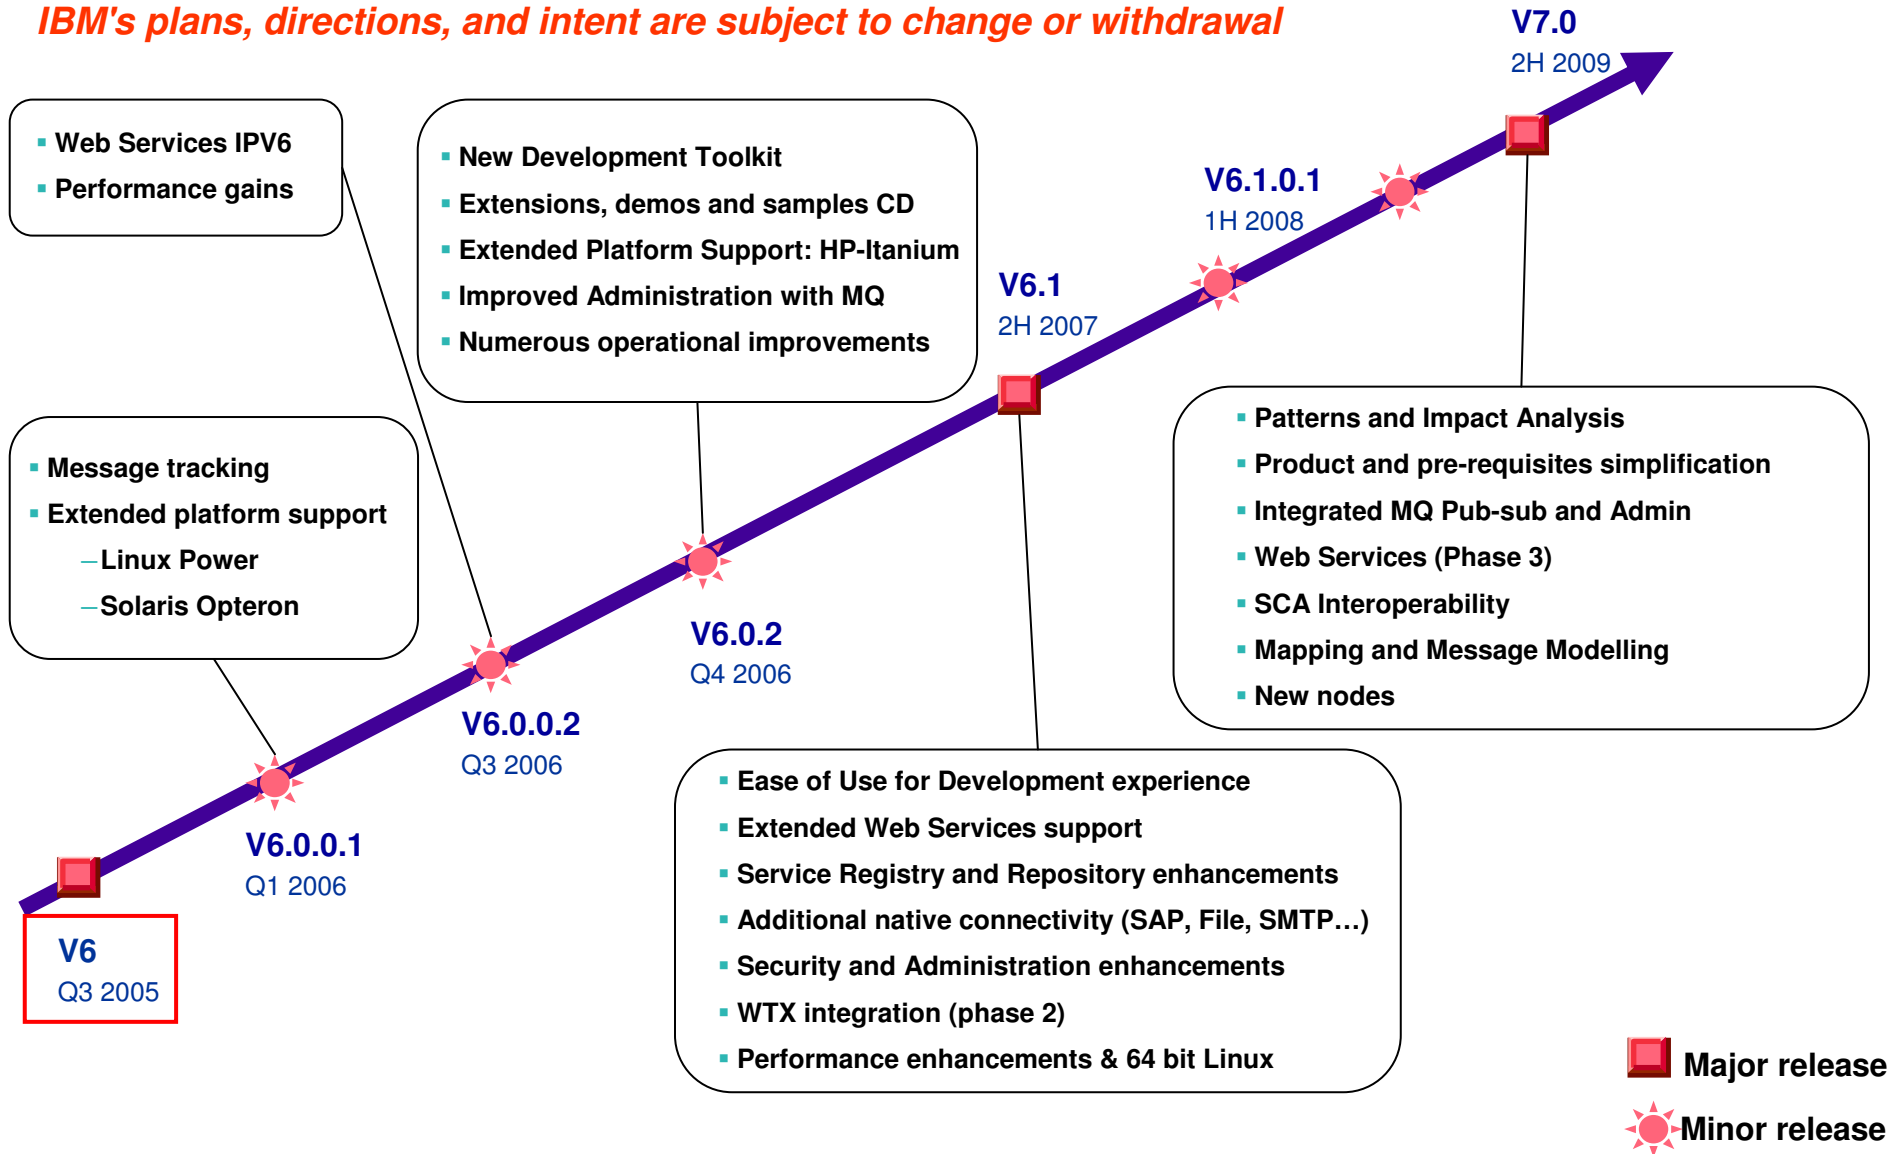 IBM's plans, directions, and intent are subject to change or withdrawal
V7.0
2H 2009
Web Services IPV6
Performance gains
New Development Toolkit
Extensions, demos and samples CD
Extended Platform Support: HP-Itanium
Improved Administration with MQ
Numerous operational improvements
V6.1.0.1
1H 2008
V6.1
2H 2007
Message tracking
Extended platform support
–Linux Power
–Solaris Opteron
Patterns and Impact Analysis
Product and pre-requisites simplification
Integrated MQ Pub-sub and Admin
Web Services (Phase 3)
SCA Interoperability
Mapping and Message Modelling
New nodes
V6.0.2
Q4 2006
V6.0.0.2
Q3 2006
V6.0.0.1
Q1 2006
V6
Q3 2005
Ease of Use for Development experience
Extended Web Services support
Service Registry and Repository enhancements
Additional native connectivity (SAP, File, SMTP…)
Security and Administration enhancements
WTX integration (phase 2)
Performance enhancements & 64 bit Linux
Major release
Minor release